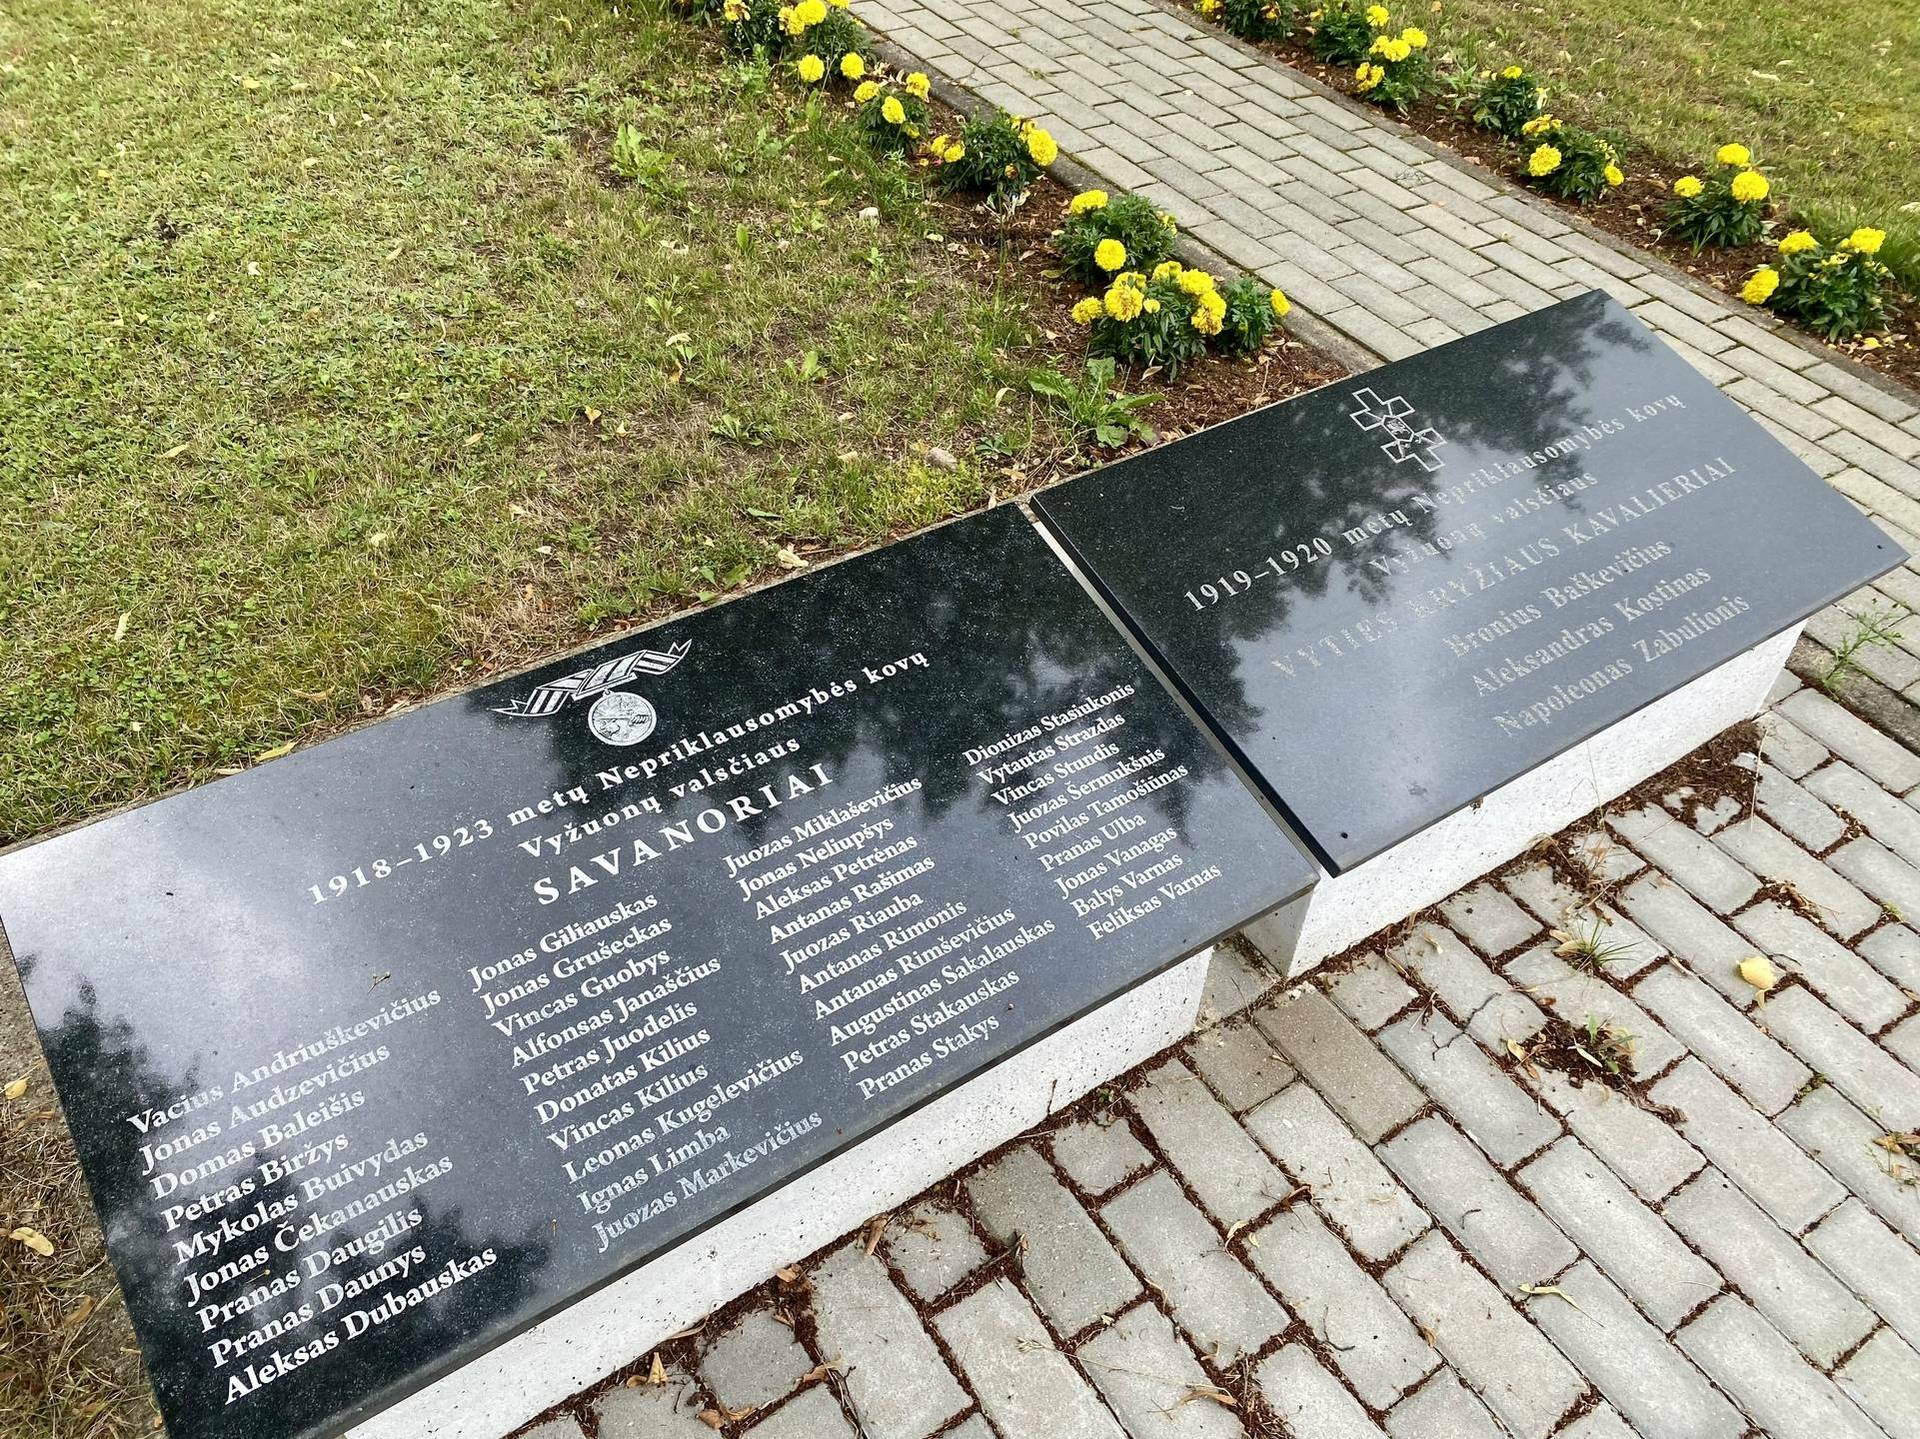 1918–1923 metų Nepriklausomybės kovų
Vyžuonų valsčiaus
SAVANORIAI
Vacius Andriuškevičius
Jonas Audzevičius
Domas Baleišis
Petras Biržys
Mykolas Buivydas
Jonas Čekanauskas
Pranas Daugilis
Pranas Daunys
Aleksas Dubauskas
Jonas Giliauskas
Jonas Grušeckas
Vincas Guobys
Alfonsas Janaščius
Petras Juodelis
Donatas Kilius
Vincas Kilius
Leonas Kugelevičius
Ignas Limba
Juozas Markevičius
Juozas Miklaševičius
Jonas Neliupšys
Aleksas Petrėnas
Antanas Rašimas
Juozas Riauba
Antanas Rimonis
Antanas Rimševičius
Augustinas Sakalauskas
Petras Stakauskas
Pranas Stakys
Dionizas Stasiukonis
Vytautas Strazdas
Vincas Stundis
Juozas Šermukšnis
Povilas Tamošiūnas
Pranas Ulba
Jonas Vanagas
Balys Varnas
Feliksas Varnas
1919–1920 metų Nepriklausomybės kovų
Vyžuonų valsčiaus
VYTIES KRYŽIAUS KAVALIERIAI
Bronius Baškevičius
Aleksandras Kostinas
Napoleonas Zabulionis